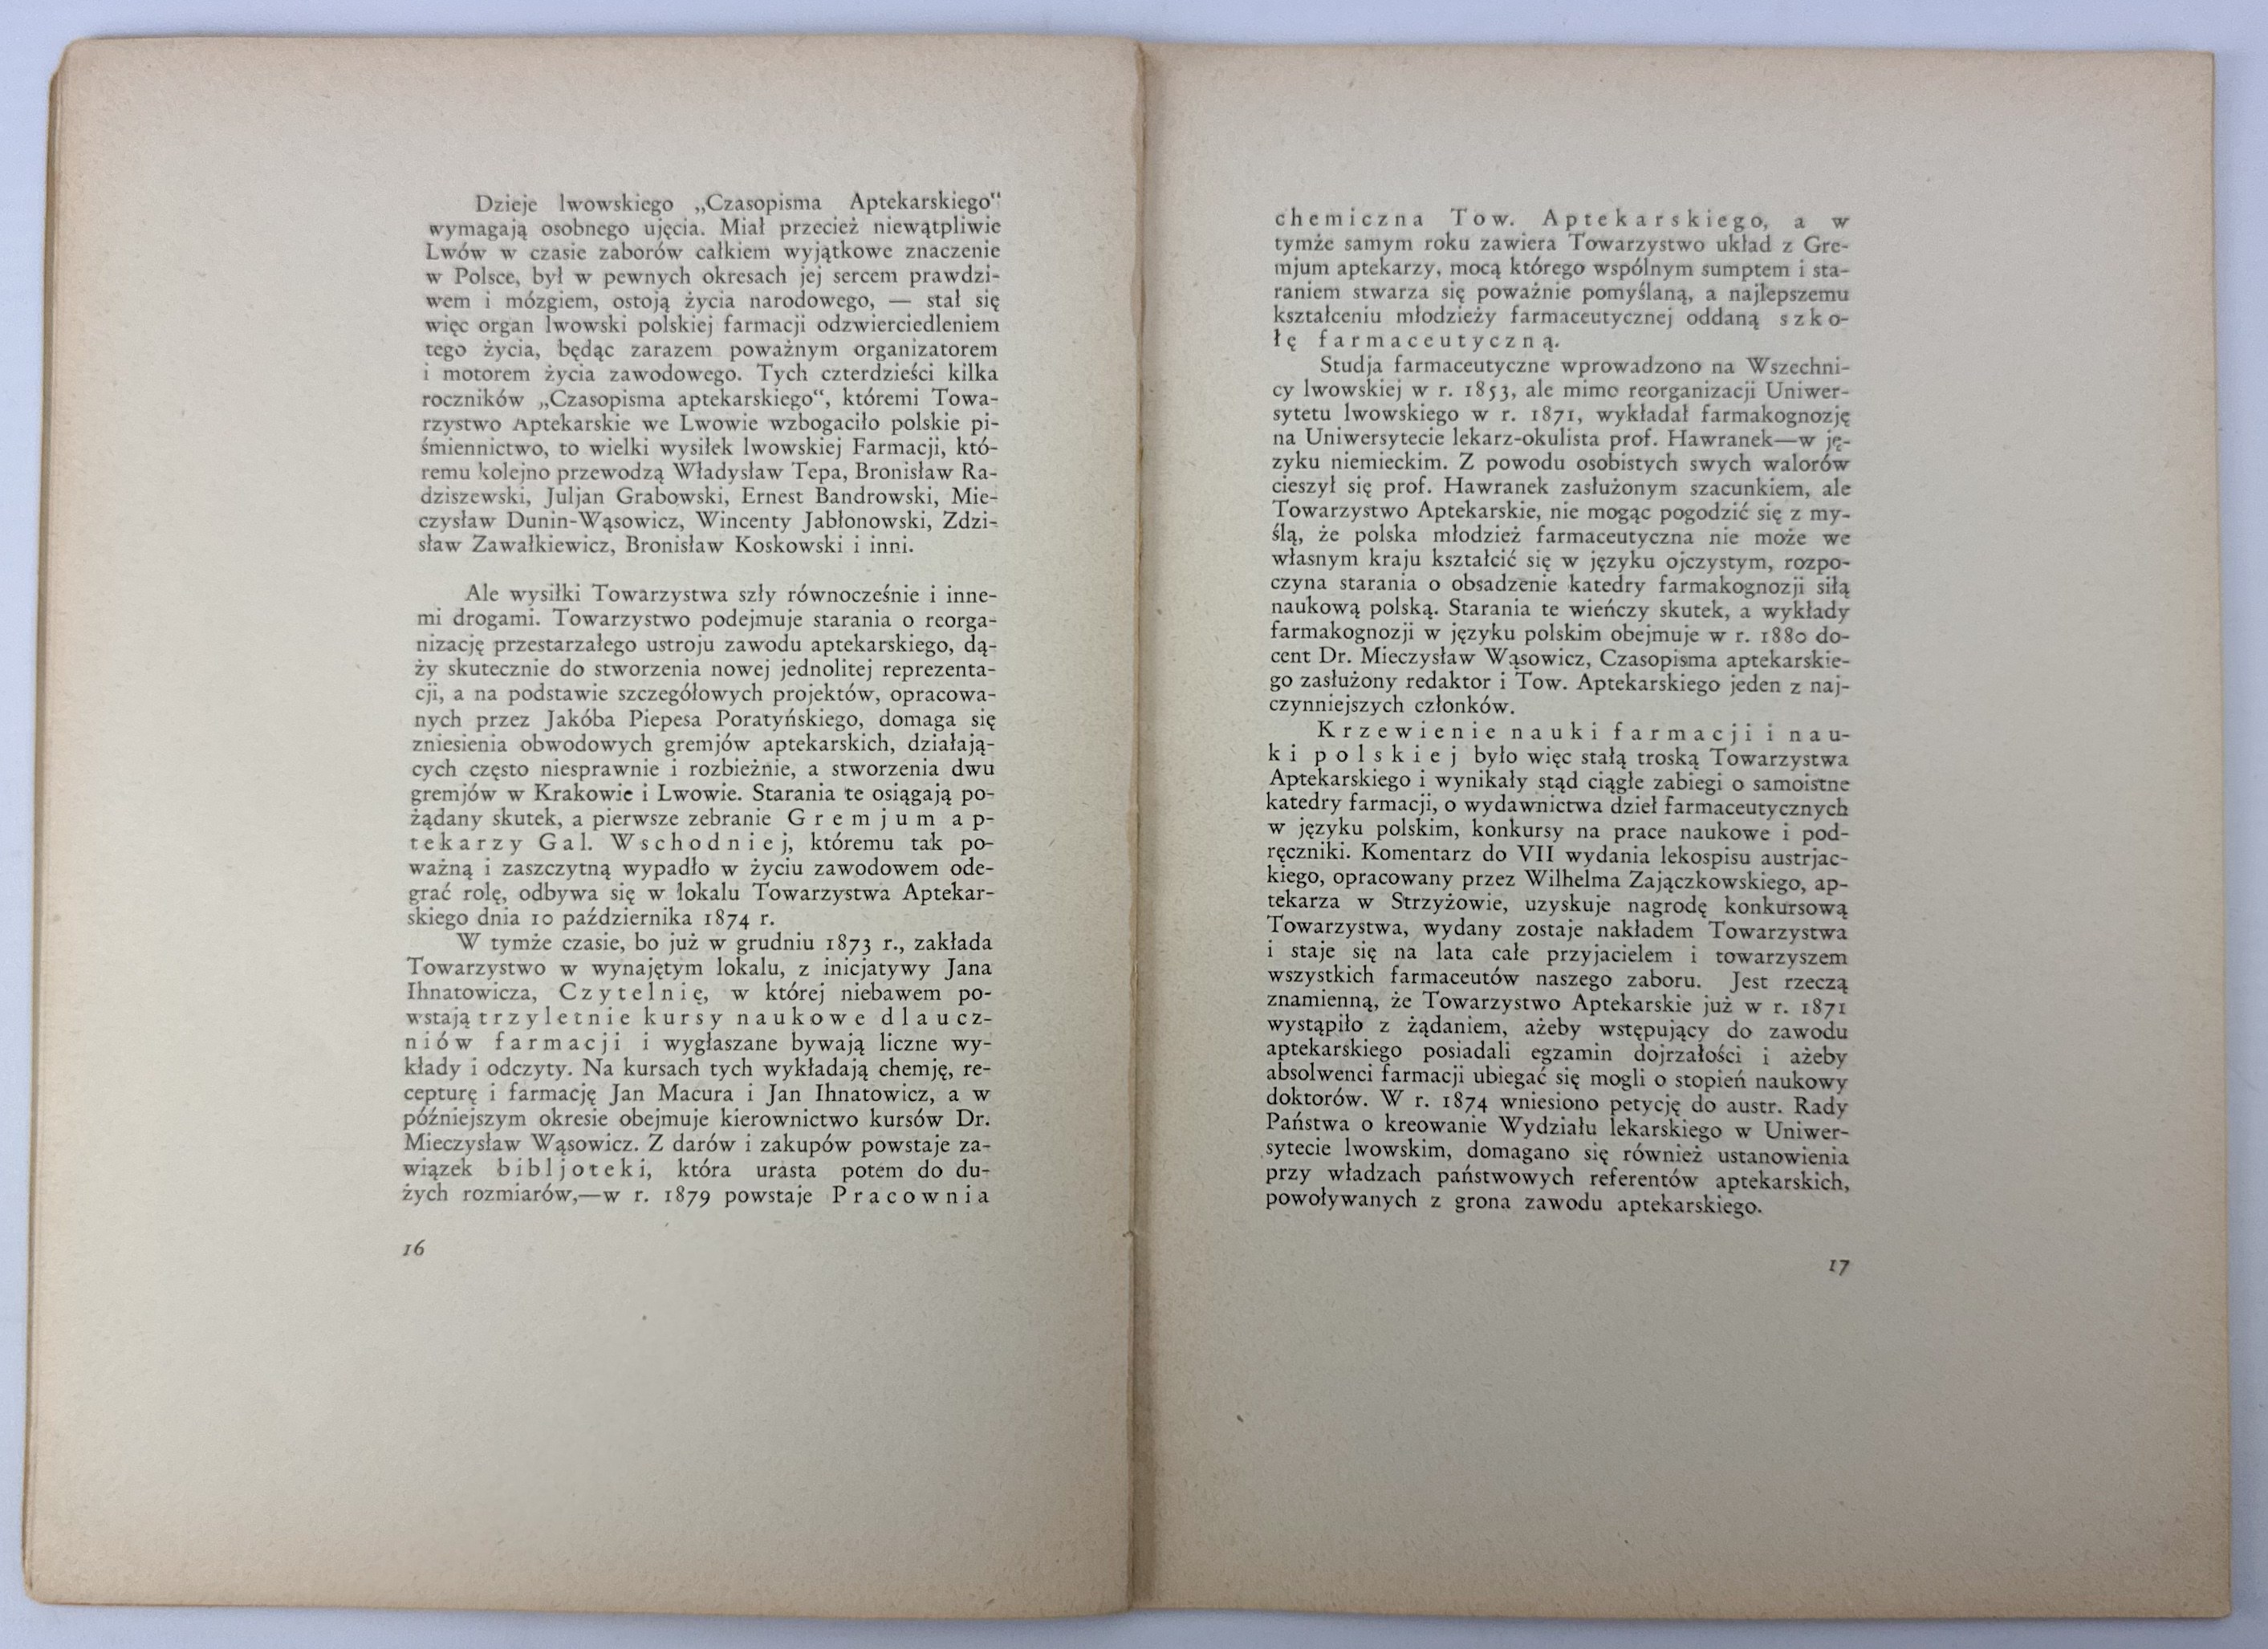 Dzieje lwowskiego „Czasopisma Aptekarskiego“
wymagają osobnego ujęcia. Miał przecież niewątpliwie
Lwów w czasie zaborów całkiem wyjątkowe znaczenie
w Polsce, był w pewnych okresach jej sercem prawdzi-
wem i mózgiem, ostoją życia narodowego, — stał się
więc organ lwowski polskiej farmacji odzwierciedleniem
tego życia, będąc zarazem poważnym organizatorem
i motorem życia zawodowego. Tych czterdzieści kilka
roczników „Czasopisma aptekarskiego“, któremi Towa-
rzystwo Aptekarskie we Lwowie wzbogaciło polskie pi-
śmiennictwo, to wielki wysiłek lwowskiej Farmacji, któ-
remu kolejno przewodzą Władysław Tepa, Bronisław Ra-
dziszewski, Juljan Grabowski, Ernest Bandrowski, Mie-
czysław Dunin-Wąsowicz, Wincenty Jabłonowski, Zdzi-
sław Zawałkiewicz, Bronisław Koskowski i inni.
Ale wysiłki Towarzystwa szły równocześnie i inne-
mi drogami. Towarzystwo podejmuje starania o reorga-
nizację przestarzałego ustroju zawodu aptekarskiego, dą-
ży skutecznie do stworzenia nowej jednolitej reprezenta-
cji, a na podstawie szczegółowych projektów, opracowa-
nych przez Jakóba Piepesa Poratyńskiego, domaga się
zniesienia obwodowych gremjów aptekarskich, działają-
cych często niesprawnie i rozbieżnie, a stworzenia dwu
gremjów w Krakowie i Lwowie. Starania te osiągają po-
żądany skutek, a pierwsze zebranie Gremjum ap-
tekarzy Gal. Wschodniej, któremu tak po-
ważną i zaszczytną wypadło w życiu zawodowem ode-
grać rolę, odbywa się w lokalu Towarzystwa Aptekar-
skiego dnia 10 października 1874 r.
W tymże czasie, bo już w grudniu 1873 r., zakłada
Towarzystwo w wynajętym lokalu, z inicjatywy Jana
Ihnatowicza, Czytelnię, w której niebawem po-
wstają trzyletnie kursy naukowe dla ucz-
niów farmacji i wygłaszane bywają liczne wy-
kłady i odczyty. Na kursach tych wykładają chemję, re-
cepturę i farmację Jan Macura i Jan Ihnatowicz, a w
późniejszym okresie obejmuje kierownictwo kursów Dr.
Mieczysław Wąsowicz. Z darów i zakupów powstaje za-
wiązek bibljoteki, która urasta potem do du-
żych rozmiarów,—w r. 1879 powstaje Pracownia
16
chemiczna Tow. Aptekarskiego, a w
tymże samym roku zawiera Towarzystwo układ z Gre-
mjum aptekarzy, mocą którego wspólnym sumptem i sta-
raniem stwarza się poważnie pomyślaną, a najlepszemu
kształceniu młodzieży farmaceutycznej oddaną szko-
łę farmaceutyczną.
Studja farmaceutyczne wprowadzono na Wszechni-
cy lwowskiej w r. 1853, ale mimo reorganizacji Uniwer-
sytetu lwowskiego w r. 1871, wykładał farmakognozję
na Uniwersytecie lekarz-okulista prof. Hawranek—w ję-
zyku niemieckim. Z powodu osobistych swych walorów
cieszył się prof. Hawranek zasłużonym szacunkiem, ale
Towarzystwo Aptekarskie, nie mogąc pogodzić się z my-
ślą, że polska młodzież farmaceutyczna nie może we
własnym kraju kształcić się w języku ojczystym, rozpo-
czyna starania o obsadzenie katedry farmakognozji siłą
naukową polską. Starania te wieńczy skutek, a wykłady
farmakognozji w języku polskim obejmuje w r. 1880 do-
cent Dr. Mieczysław Wąsowicz, Czasopisma aptekarskie-
go zasłużony redaktor i Tow. Aptekarskiego jeden z naj-
czynniejszych członków.
Krzewienie nauki farmacji i nau-
ki polskiej było więc stałą troską Towarzystwa
Aptekarskiego i wynikały stąd ciągłe zabiegi o samoistne
katedry farmacji, o wydawnictwa dzieł farmaceutycznych
w języku polskim, konkursy na prace naukowe i pod-
ręczniki. Komentarz do VII wydania lekospisu austrjac-
kiego, opracowany przez Wilhelma Zajączkowskiego, ap-
tekarza w Strzyżowie, uzyskuje nagrodę konkursową
Towarzystwa, wydany zostaje nakładem Towarzystwa
i staje się na lata całe przyjacielem i towarzyszem
wszystkich farmaceutów naszego zaboru. Jest rzeczą
znamienną, że Towarzystwo Aptekarskie już w r. 1871
wystąpiło z żądaniem, ażeby wstępujący do zawodu
aptekarskiego posiadali egzamin dojrzałości i ażeby
absolwenci farmacji ubiegać się mogli o stopień naukowy
doktorów. W r. 1874 wniesiono petycję do austr. Rady
Państwa o kreowanie Wydziału lekarskiego w Uniwer-
sytecie lwowskim, domagano się również ustanowienia
przy władzach państwowych referentów aptekarskich,
powoływanych z grona zawodu aptekarskiego.
17